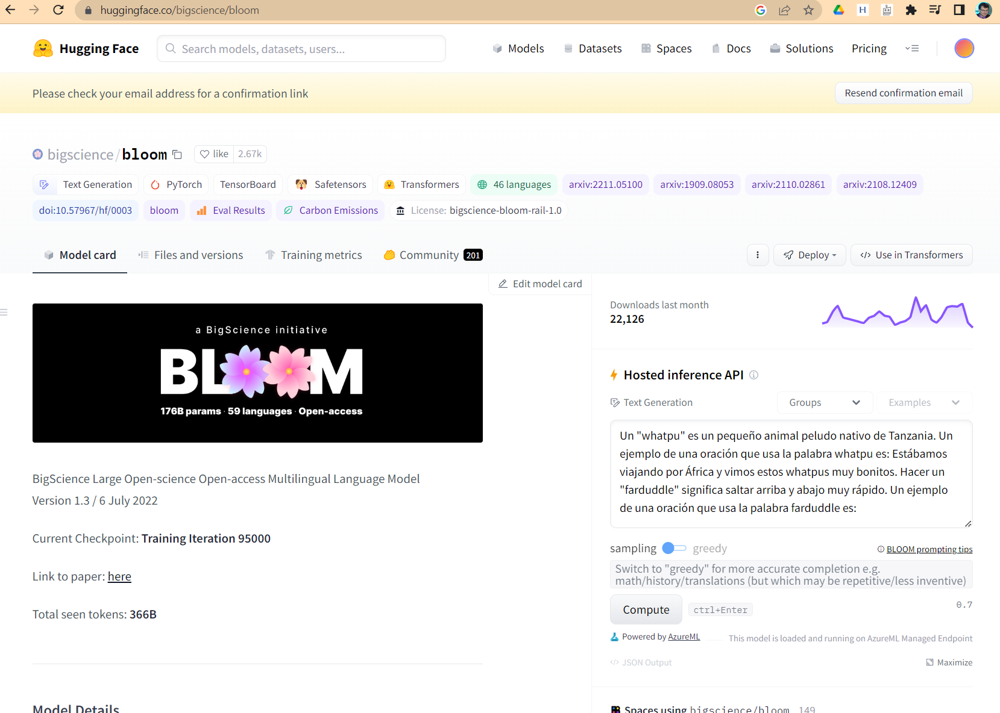 huggingface.co/bigscience/bloom
Hugging Face
Search models, datasets, users...
Models
Datasets
Spaces
Docs
Solutions
Pricing
Please check your email address for a confirmation link
Resend confirmation email
bigscience/bloom
like 2.67k
Text Generation
PyTorch
TensorBoard
Safetensors
Transformers
46 languages
arxiv:2211.05100
arxiv:1909.08053
arxiv:2110.02861
arxiv:2108.12409
doi:10.57967/hf/0003
bloom
Eval Results
Carbon Emissions
License: bigscience-bloom-rail-1.0
Model card
Files and versions
Training metrics
Community 201
Deploy
</> Use in Transformers
Edit model card
a BigScience initiative
BLOOM
176B params · 59 languages · Open-access
BigScience Large Open-science Open-access Multilingual Language Model
Version 1.3 / 6 July 2022
Current Checkpoint: Training Iteration 95000
Link to paper: here
Total seen tokens: 366B
Model Details
Downloads last month
22,126
Hosted inference API
Text Generation
Groups
Examples
Un "whatpu" es un pequeño animal peludo nativo de Tanzania. Un
ejemplo de una oración que usa la palabra whatpu es: Estábamos
viajando por África y vimos estos whatpus muy bonitos. Hacer un
"farduddle" significa saltar arriba y abajo muy rápido. Un ejemplo
de una oración que usa la palabra farduddle es:
sampling
greedy
BLOOM prompting tips
Switch to "greedy" for more accurate completion e.g.
math/history/translations (but which may be repetitive/less inventive)
Compute
ctrl+Enter
0.7
Powered by AzureML
This model is loaded and running on AzureML Managed Endpoint
</> JSON Output
Maximize
Spaces using bigscience/bloom 149